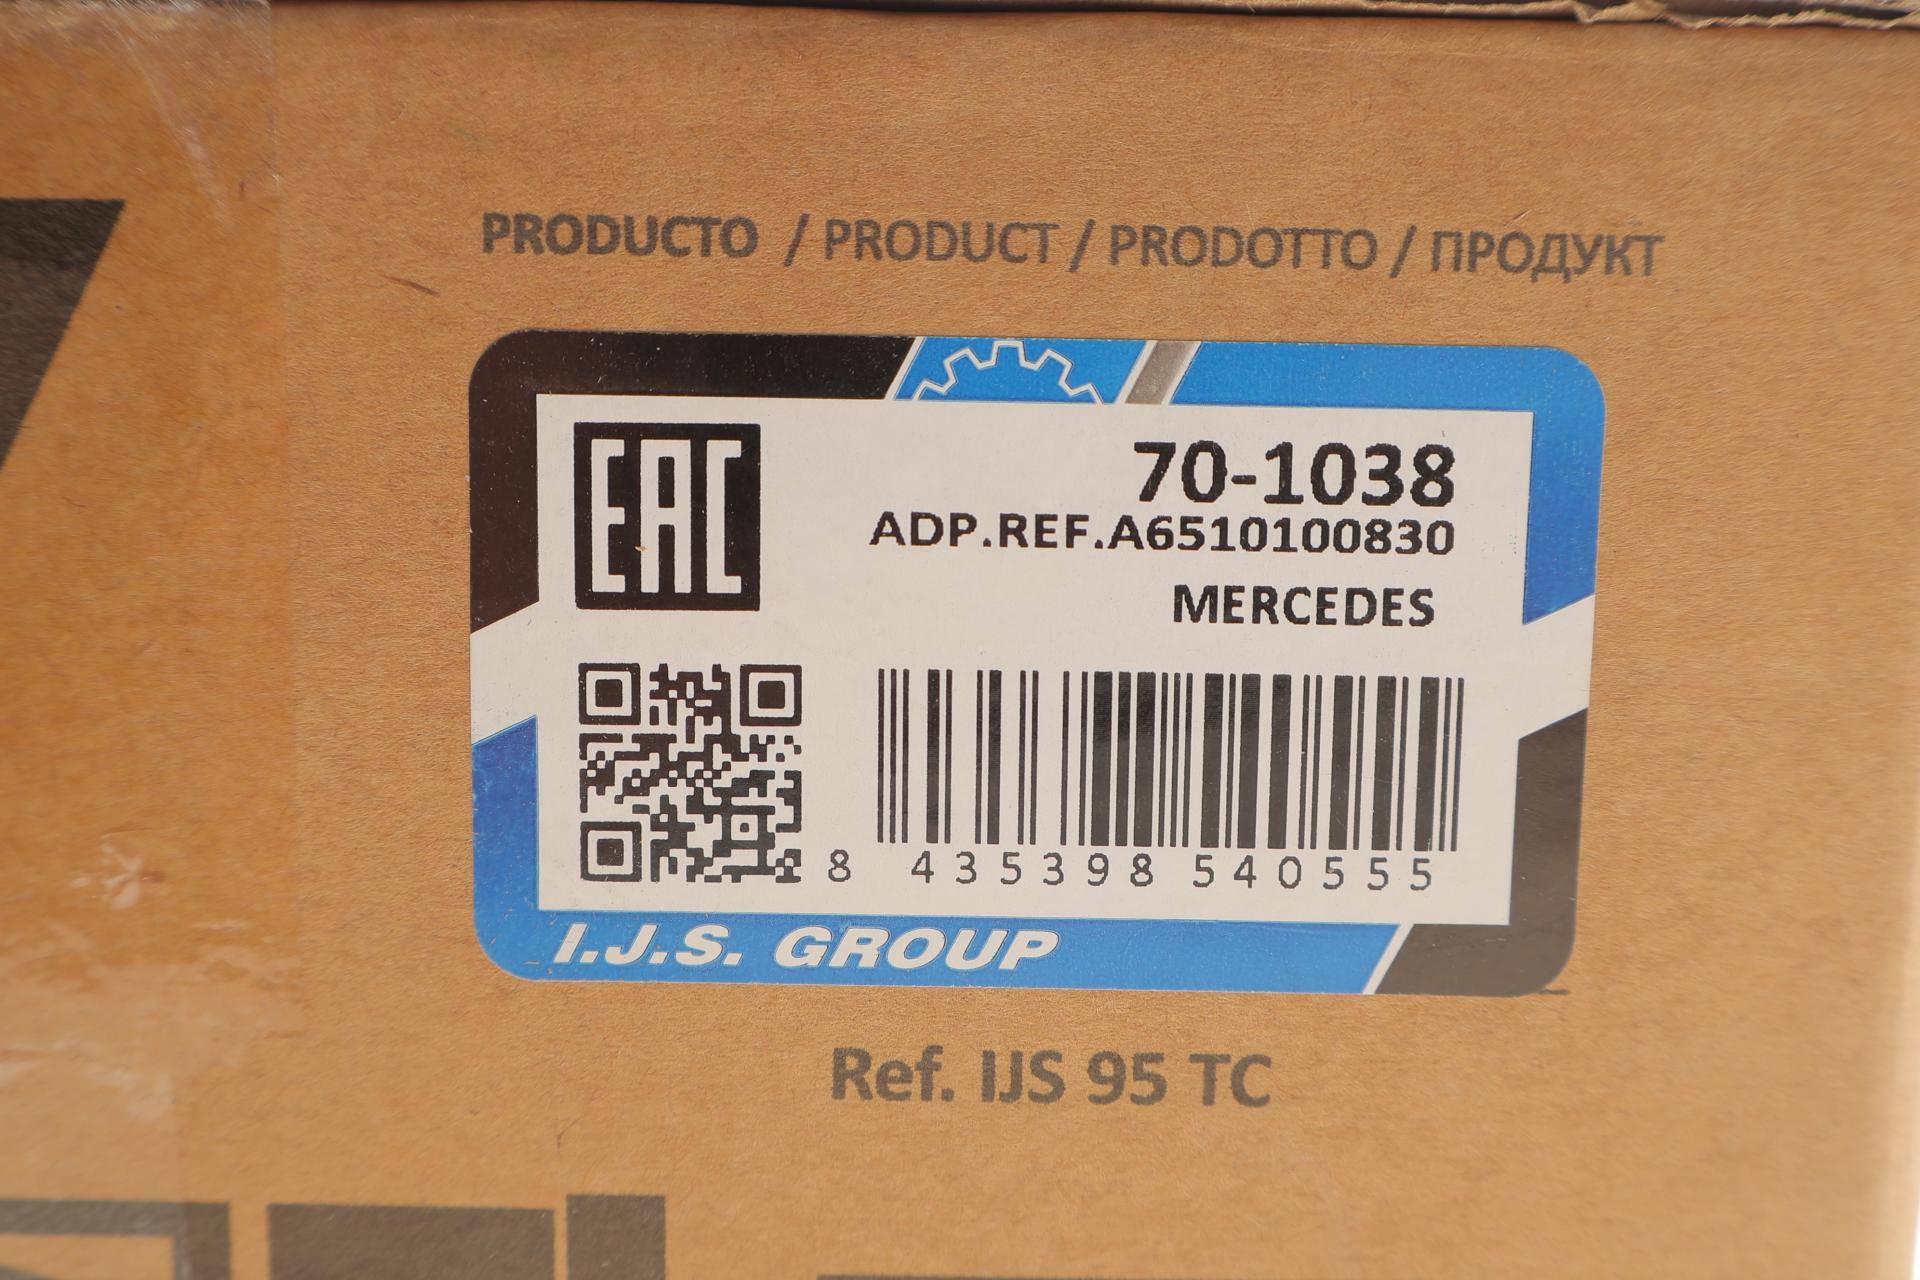 PRODUCTO / PRODUCT / PRODOTTO / ПРОДУКТ
EAC
70-1038
ADP.REF.A6510100830
MERCEDES
8 435398 540555
I.J.S. GROUP
Ref. IJS 95 TC